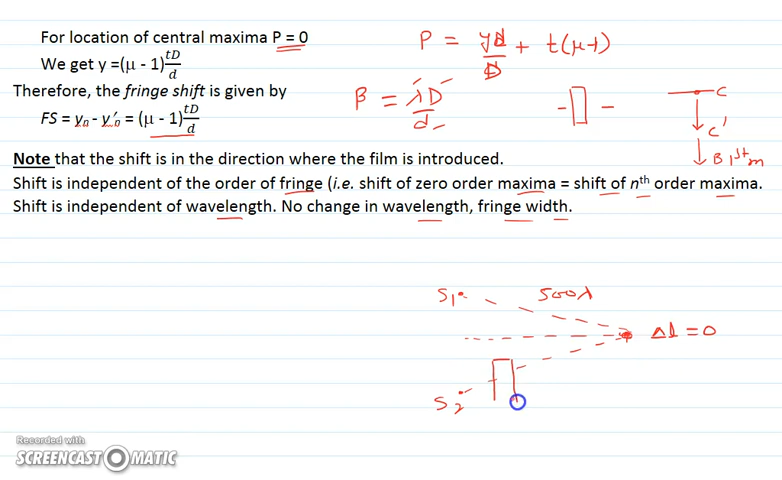 For location of central maxima P = 0
We get y =(μ - 1) tD/d
Therefore, the fringe shift is given by
FS = yn - y′n = (μ - 1) tD/d
Note that the shift is in the direction where the film is introduced.
Shift is independent of the order of fringe (i.e. shift of zero order maxima = shift of nth order maxima.
Shift is independent of wavelength. No change in wavelength, fringe width.
P = yd/D + t(μ-1)
β = λD/d
C
C'
B 1st m
S1
500λ
Δl = 0
S2
Recorded with
SCREENCAST O MATIC